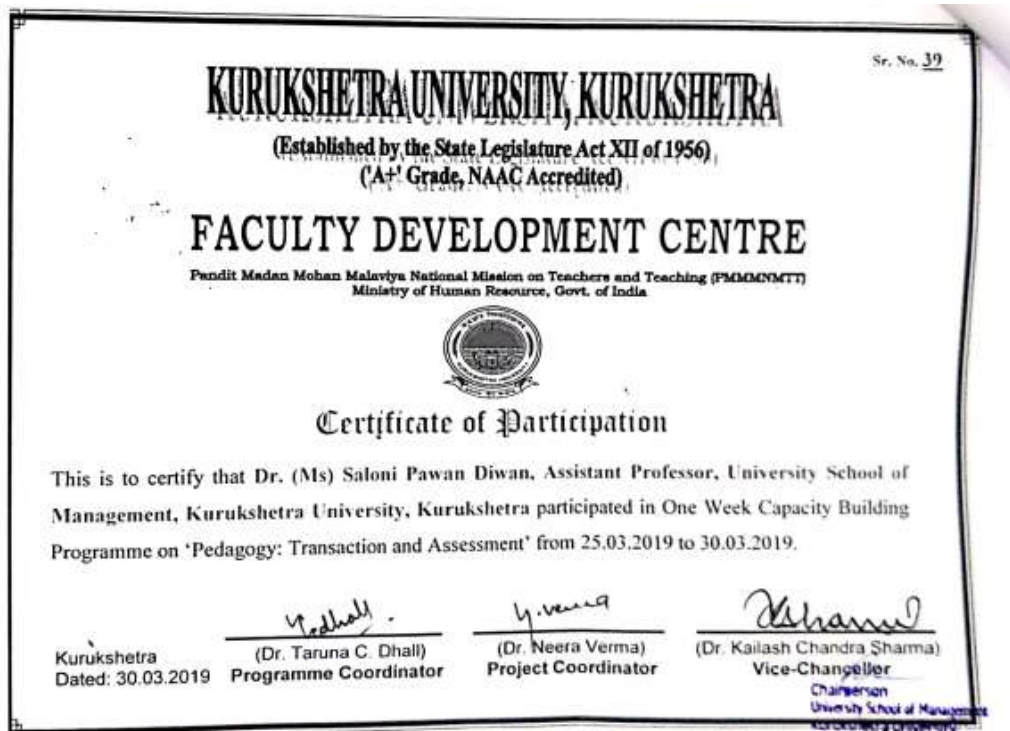 Sr. No. 39
KURUKSHETRA UNIVERSITY, KURUKSHETRA
(Established by the State Legislature Act XII of 1956)
('A+' Grade, NAAC Accredited)
FACULTY DEVELOPMENT CENTRE
Pandit Madan Mohan Malaviya National Mission on Teachers and Teaching (PMMMNMTT)
Ministry of Human Resource, Govt. of India
Certificate of Participation
This is to certify that Dr. (Ms) Saloni Pawan Diwan, Assistant Professor, University School of
Management, Kurukshetra University, Kurukshetra participated in One Week Capacity Building
Programme on 'Pedagogy: Transaction and Assessment' from 25.03.2019 to 30.03.2019.
Kurukshetra
Dated: 30.03.2019
(Dr. Taruna C. Dhall)
Programme Coordinator
(Dr. Neera Verma)
Project Coordinator
(Dr. Kailash Chandra Sharma)
Vice-Chancellor
Chairperson
University School of Management
Kurukshetra University